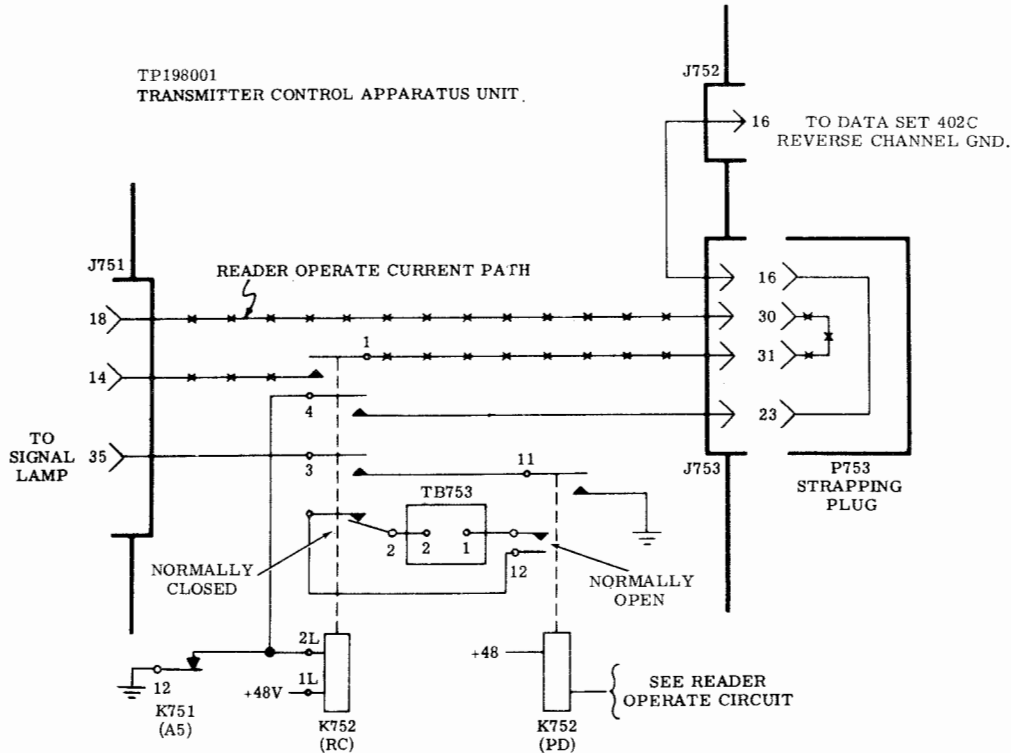 TP198001
TRANSMITTER CONTROL APPARATUS UNIT.
J752
16
TO DATA SET 402C
REVERSE CHANNEL GND.
J751
READER OPERATE CURRENT PATH
18
14
TO
SIGNAL
LAMP
35
1
4
3
11
16
30
31
23
J753
P753
STRAPPING
PLUG
TB753
2
2
1
12
NORMALLY
CLOSED
NORMALLY
OPEN
2L
1L
+48V
12
K751
(A5)
K752
(RC)
+48
K752
(PD)
SEE READER
OPERATE CIRCUIT